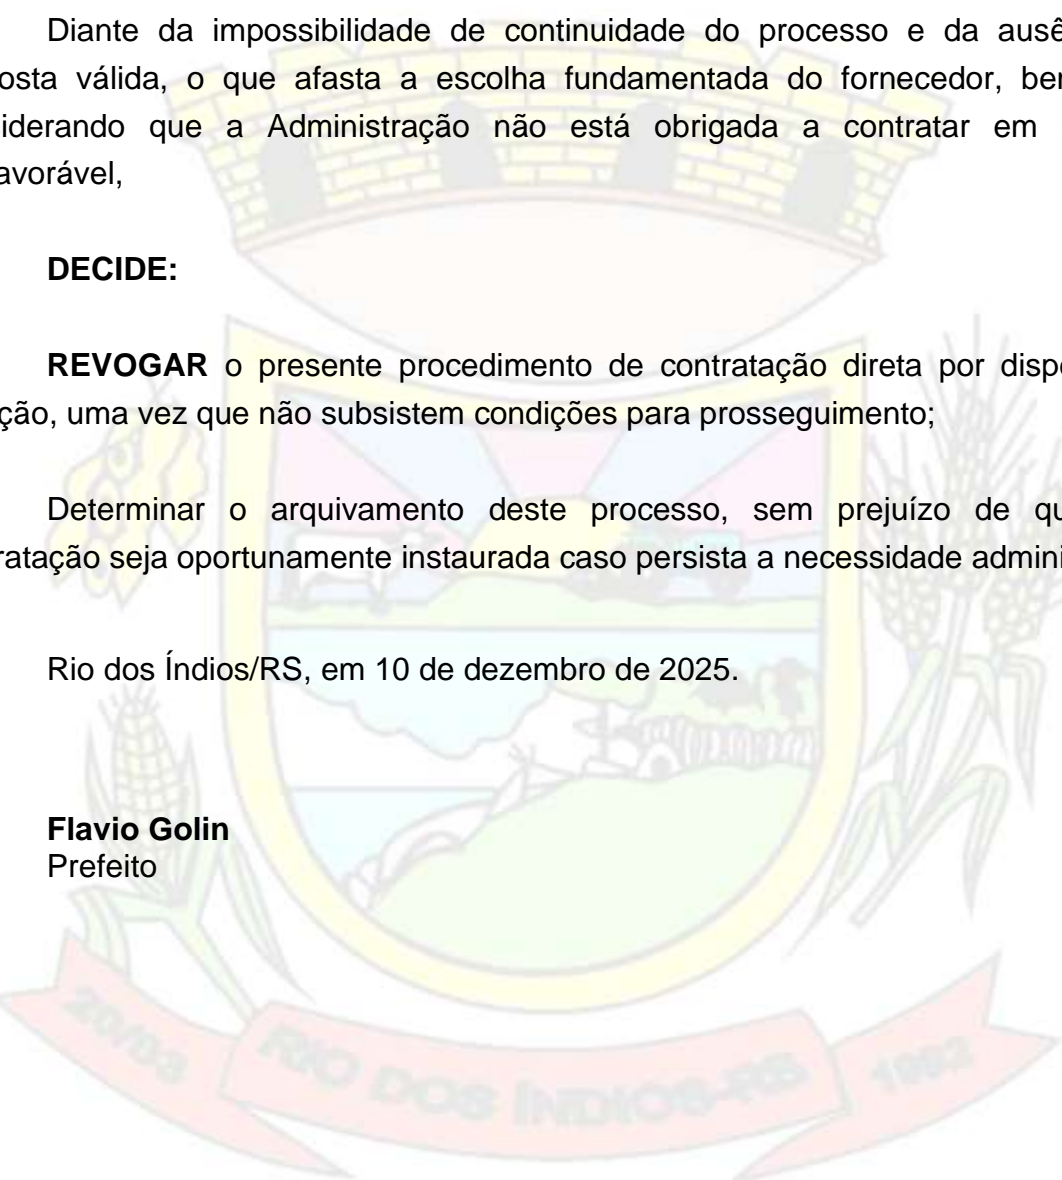 Diante da impossibilidade de continuidade do processo e da ausê
osta válida, o que afasta a escolha fundamentada do fornecedor, ber
iderando que a Administração não está obrigada a contratar em
avorável,
DECIDE:
REVOGAR o presente procedimento de contratação direta por dispe
ção, uma vez que não subsistem condições para prosseguimento;
Determinar o arquivamento deste processo, sem prejuízo de qu
ratação seja oportunamente instaurada caso persista a necessidade admini
Rio dos Índios/RS, em 10 de dezembro de 2025.
Flavio Golin
Prefeito
RIO DOS ÍNDIOS-RS
1992